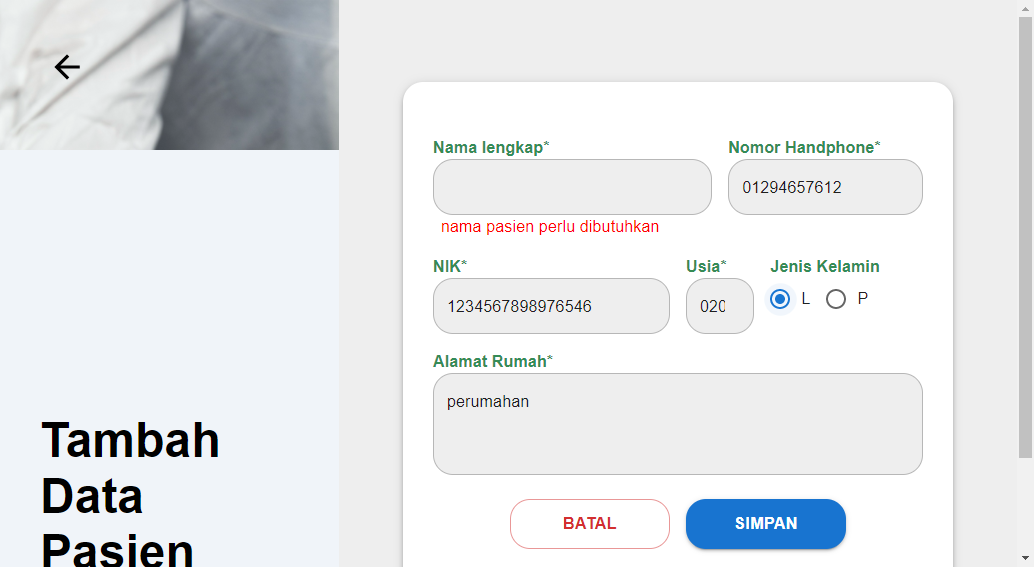 Nama lengkap*
Nomor Handphone*
01294657612
nama pasien perlu dibutuhkan
NIK*
Usia*
Jenis Kelamin
1234567898976546
020
L
P
Alamat Rumah*
perumahan
BATAL
SIMPAN
Tambah
Data
Pasien